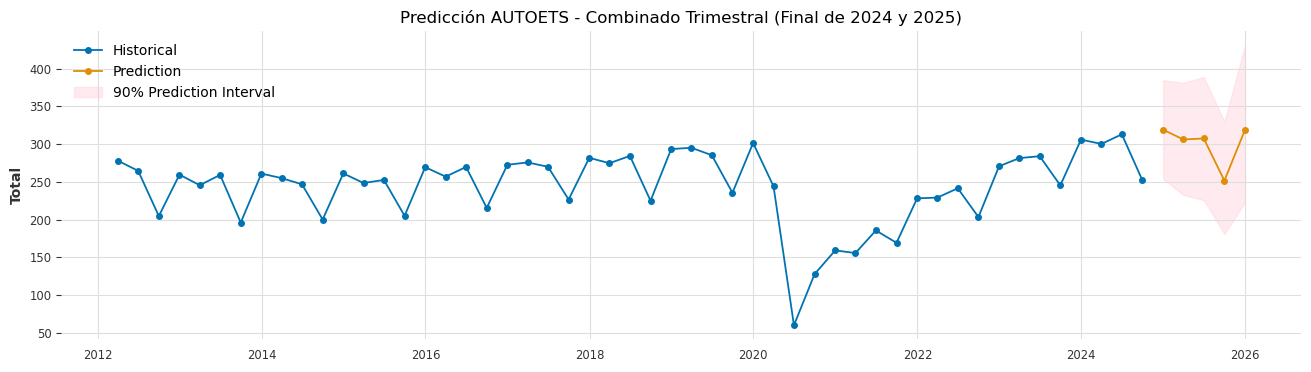 Predicción AUTOETS - Combinado Trimestral (Final de 2024 y 2025)
Historical
Prediction
90% Prediction Interval
Total
400
350
300
250
200
150
100
50
2012 2014 2016 2018 2020 2022 2024 2026